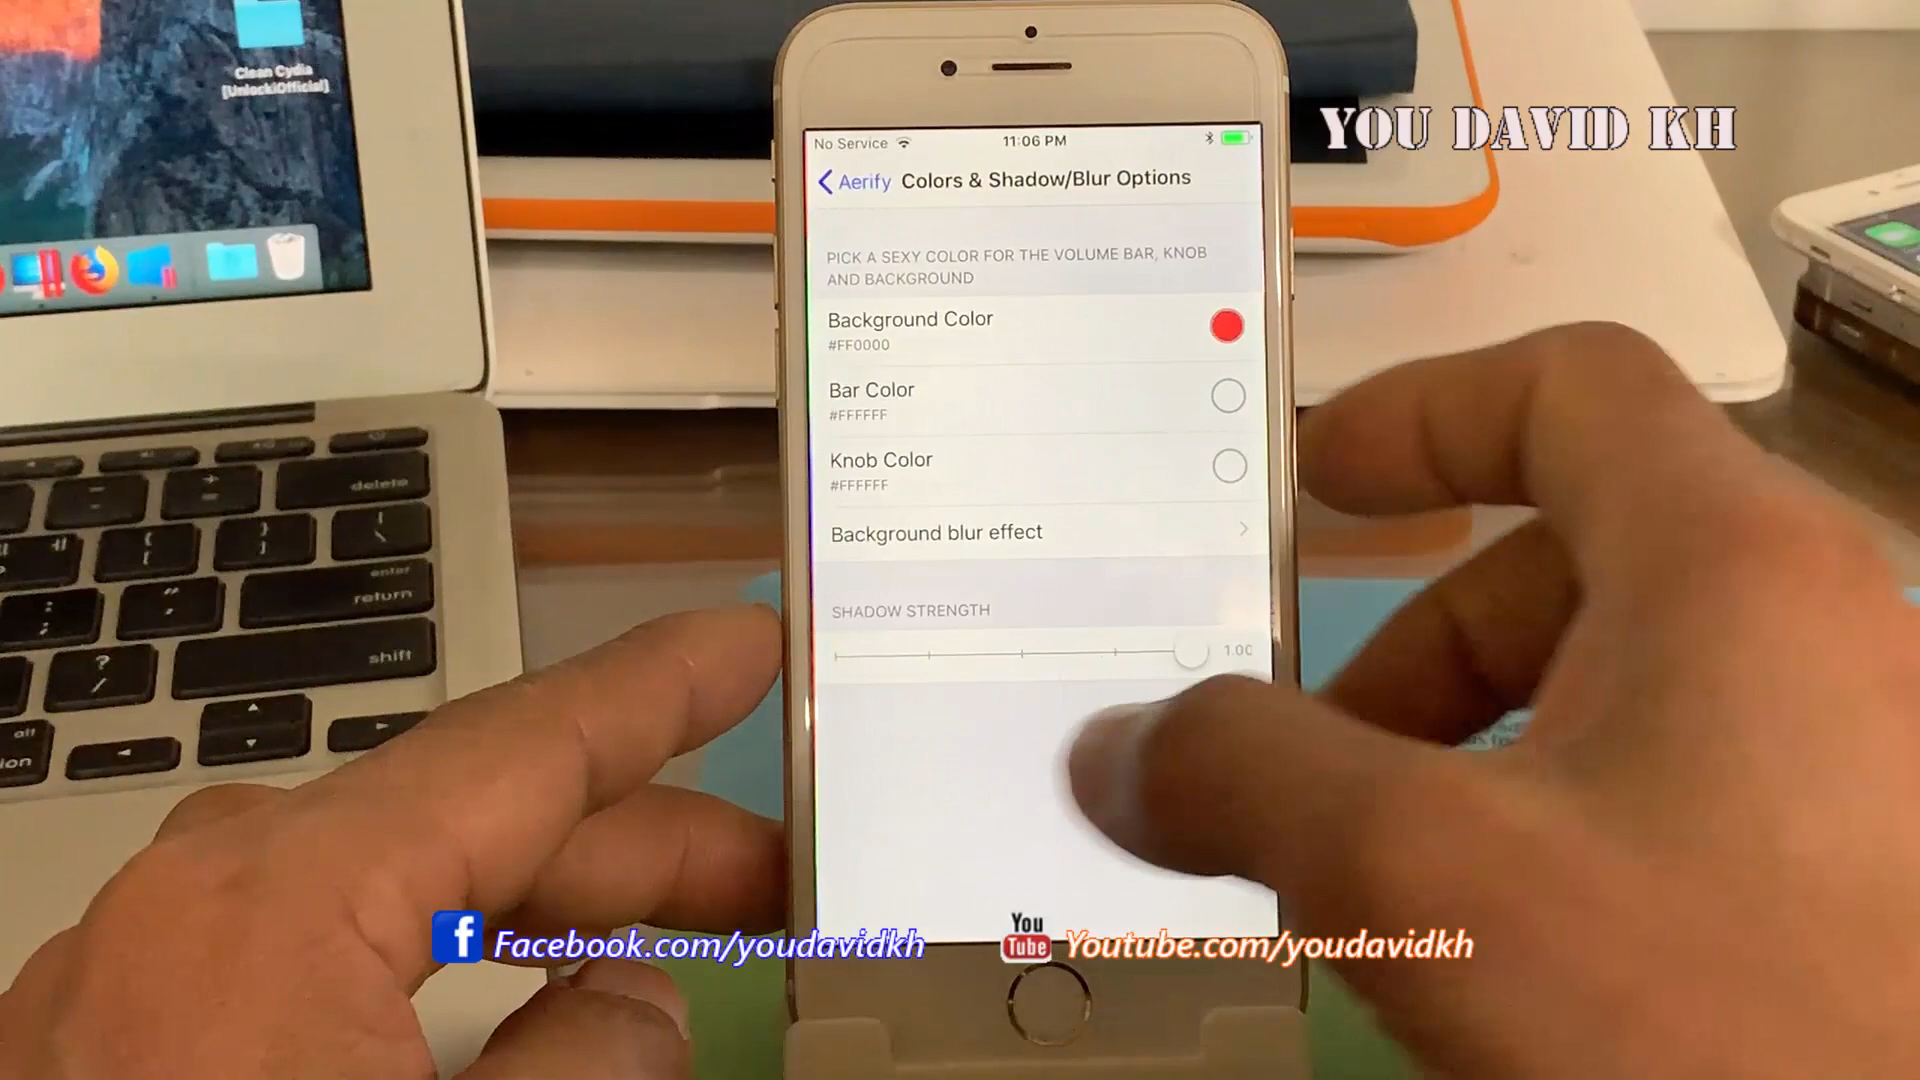 Clean Cydia
[UnlockiOfficial]
YOU DAVID KH
No Service
11:06 PM
Aerify
Colors & Shadow/Blur Options
PICK A SEXY COLOR FOR THE VOLUME BAR, KNOB
AND BACKGROUND
Background Color
#FF0000
Bar Color
#FFFFFF
Knob Color
#FFFFFF
Background blur effect
SHADOW STRENGTH
1.00
delete
enter
return
shift
alt
f Facebook.com/youdavidkh
You
Tube
Youtube.com/youdavidkh